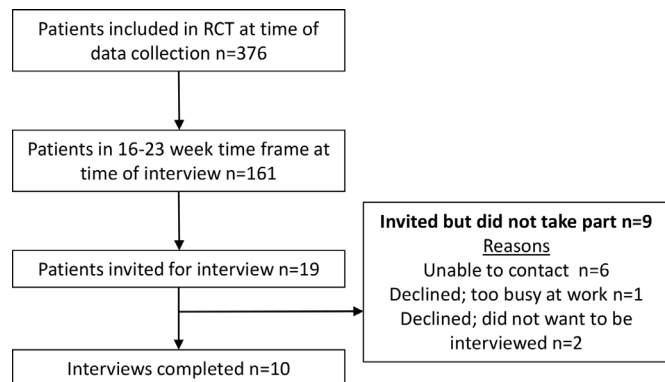 Patients included in RCT at time of
data collection n=376
Patients in 16-23 week time frame at
time of interview n=161
Patients invited for interview n=19
Invited but did not take part n=9
Reasons
Unable to contact n=6
Declined; too busy at work n=1
Declined; did not want to be
interviewed n=2
Interviews completed n=10